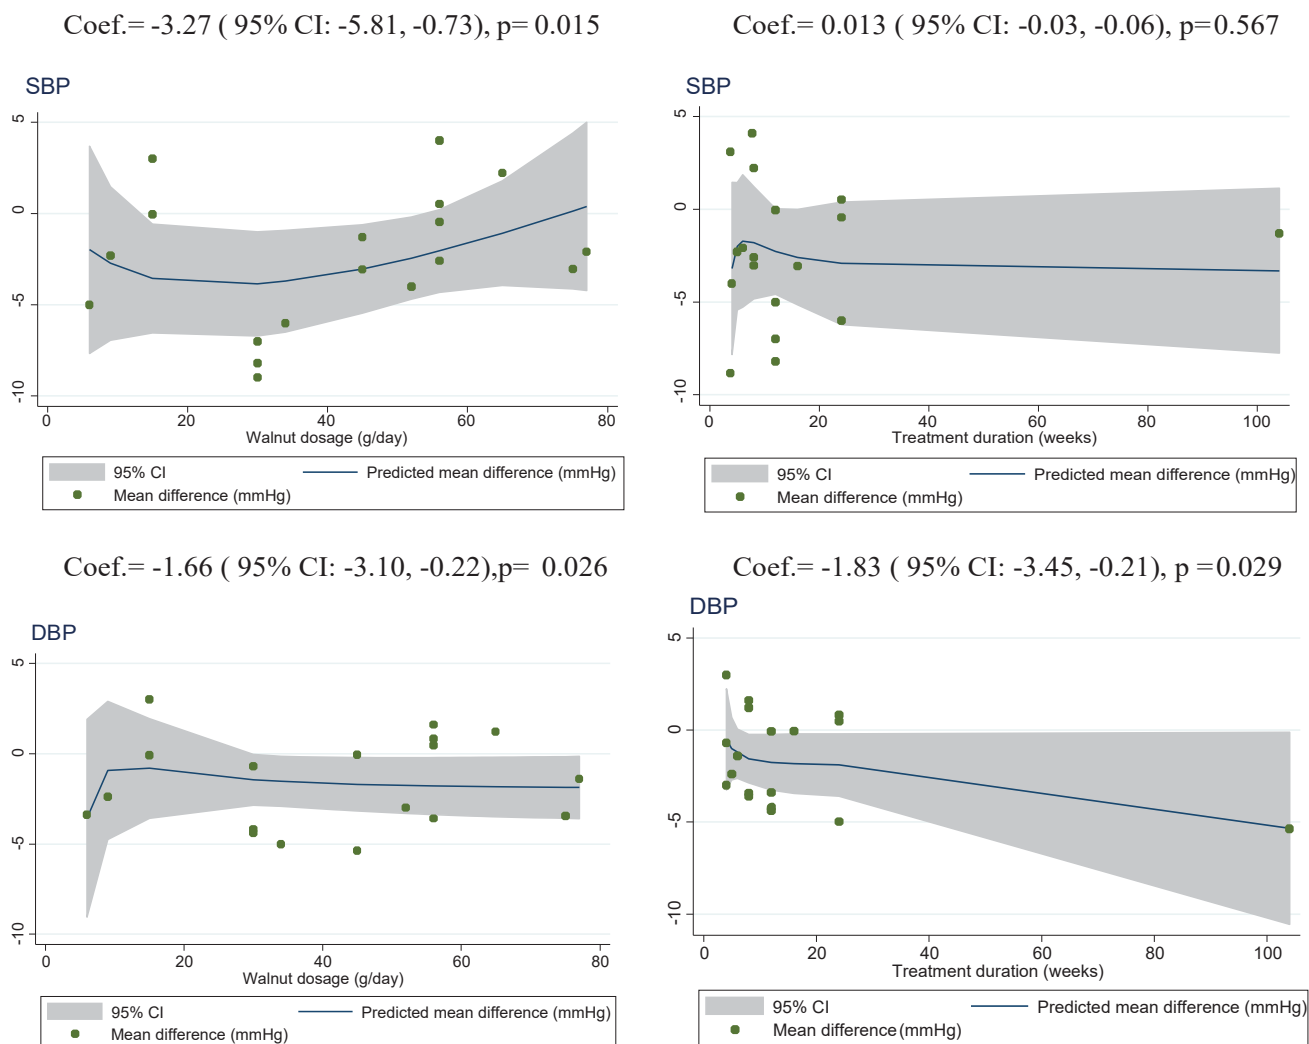 Coef.= -3.27 ( 95% CI: -5.81, -0.73), p= 0.015
SBP
5
0
-5
-10
0 20 40 60 80
Walnut dosage (g/day)
95% CI Predicted mean difference (mmHg)
Mean difference (mmHg)
Coef.= 0.013 ( 95% CI: -0.03, -0.06), p=0.567
SBP
5
0
-5
-10
0 20 40 60 80 100
Treatment duration (weeks)
95% CI Predicted mean difference (mmHg)
Mean difference (mmHg)
Coef.= -1.66 ( 95% CI: -3.10, -0.22),p= 0.026
DBP
5
0
-5
-10
0 20 40 60 80
Walnut dosage (g/day)
95% CI Predicted mean difference (mmHg)
Mean difference (mmHg)
Coef.= -1.83 ( 95% CI: -3.45, -0.21), p =0.029
DBP
5
0
-5
-10
0 20 40 60 80 100
Treatment duration (weeks)
95% CI Predicted mean difference (mmHg)
Mean difference (mmHg)